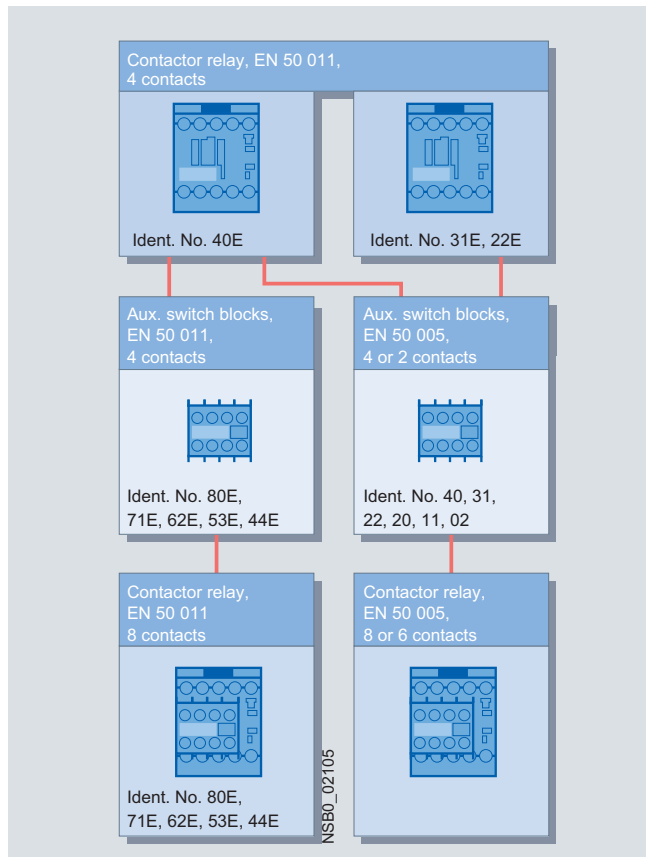 Contactor relay, EN 50 011,
4 contacts
Ident. No. 40E
Ident. No. 31E, 22E
Aux. switch blocks,
EN 50 011,
4 contacts
Aux. switch blocks,
EN 50 005,
4 or 2 contacts
Ident. No. 80E,
71E, 62E, 53E, 44E
Ident. No. 40, 31,
22, 20, 11, 02
Contactor relay,
EN 50 011
8 contacts
Contactor relay,
EN 50 005,
8 or 6 contacts
Ident. No. 80E,
71E, 62E, 53E, 44E
NSB0_02105